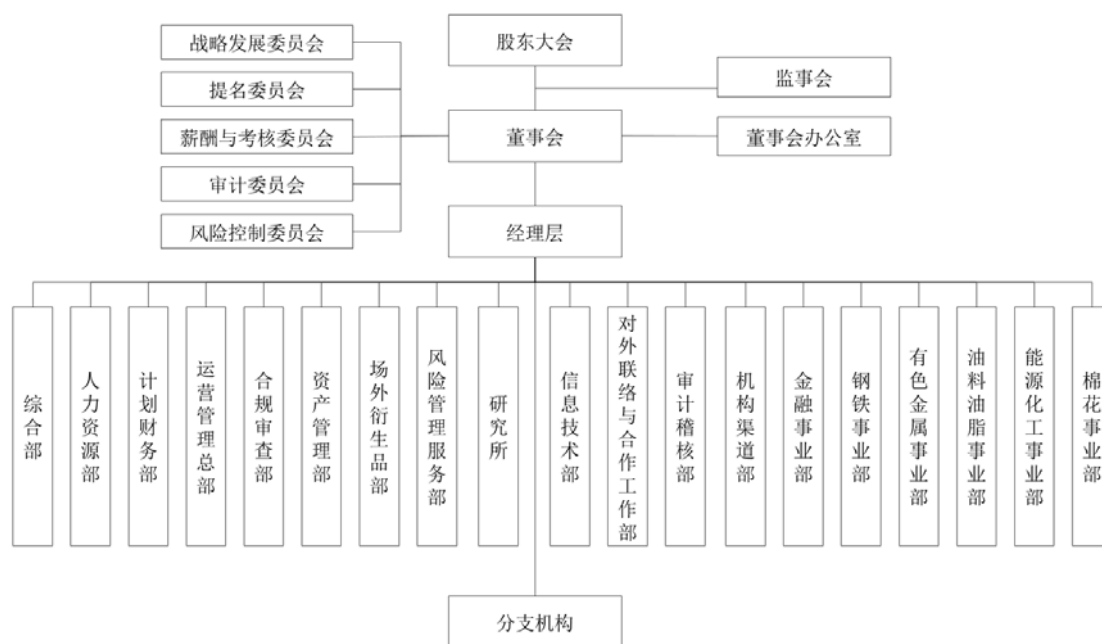 战略发展委员会
提名委员会
薪酬与考核委员会
审计委员会
风险控制委员会
股东大会
监事会
董事会
董事会办公室
经理层
综合部
人力资源部
计划财务部
运营管理总部
合规审查部
资产管理部
场外衍生品部
风险管理服务部
研究所
信息技术部
对外联络与合作工作部
审计稽核部
机构渠道部
金融事业部
钢铁事业部
有色金属事业部
油料油脂事业部
能源化工事业部
棉花事业部
分支机构